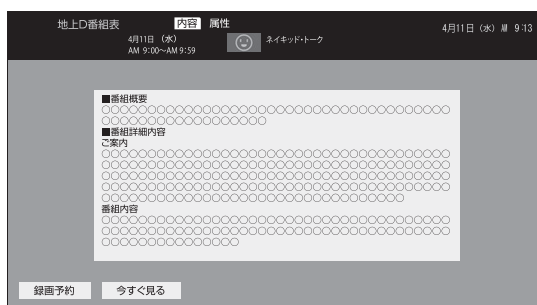 地上D番組表 内容 属性
4月11日(水) AM 9:13
4月11日 (水)
AM 9:00~AM 9:59
ネイキッド・トーク
■番組概要
○○○○○○○○○○○○○○○○○○○○○○○○○○○○○○○○○○○○○○
○○○○○○○○○○○○○○○○○○
■番組詳細内容
ご案内
○○○○○○○○○○○○○○○○○○○○○○○○○○○○○○○○○○○○○○
○○○○○○○○○○○○○○○○○○○○○○○○○○○○○○○○○○○○○○
○○○○○○○○○○○○○○○○○○○○○○○○○○○○○○○○○○○○○○
○○○○○○○○○○○○○○○○○○○○○○○○○○○○○○○○○○○○○○
○○○○○○○○○○○○○○○○○○○○○○○○○○○○○○○○○
番組内容
○○○○○○○○○○○○○○○○○○○○○○○○○○○○○○○○○○○○○○
○○○○○○○○○○○○○○○○○○○○○○○○○○○○○○○○○○○○○○
○○○○○○○○○○○○○○○
録画予約 今すぐ見る